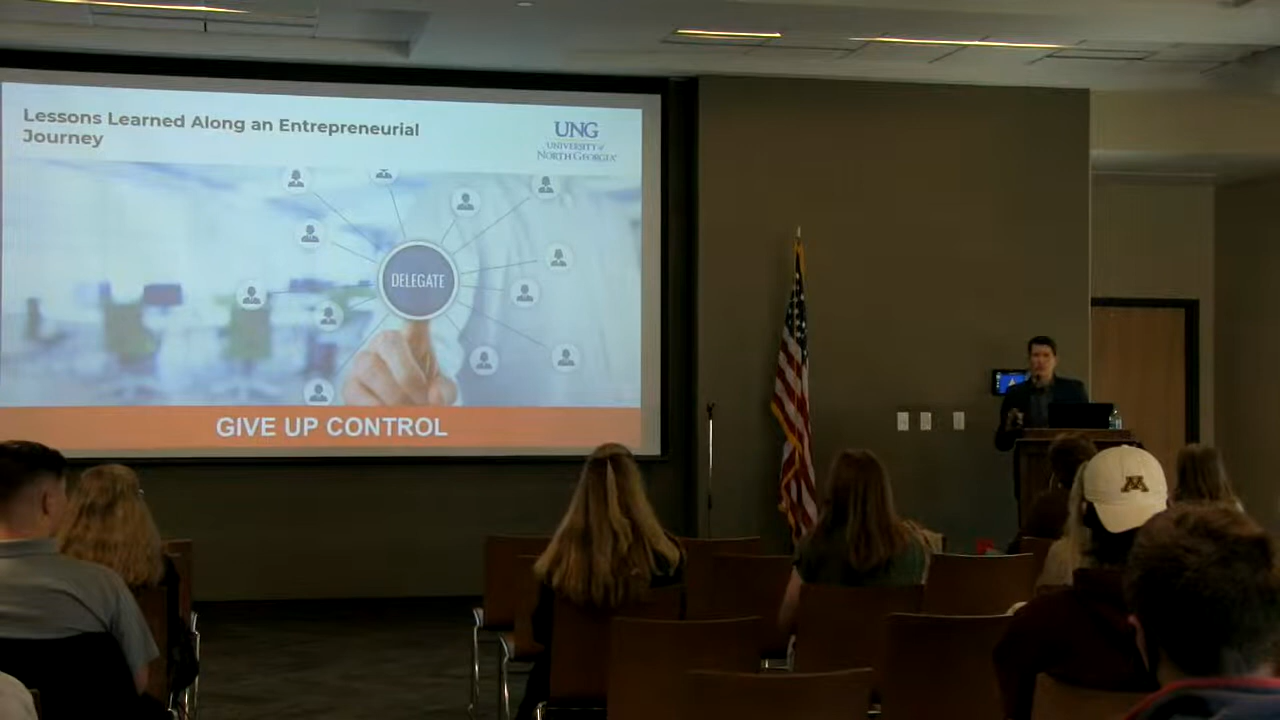 Lessons Learned Along an Entrepreneurial
Journey
UNG
UNIVERSITY of
NORTH GEORGIA
DELEGATE
GIVE UP CONTROL
M